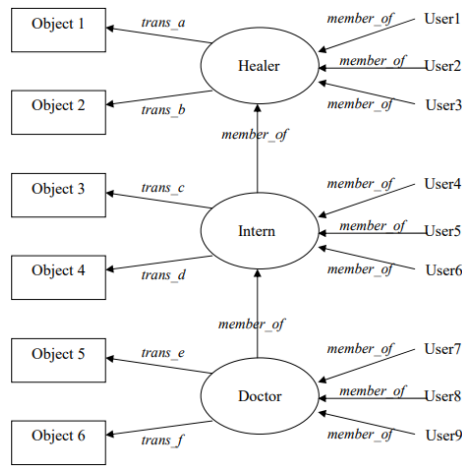 Object 1
trans_a
member_of
User1
Healer
member_of
User2
Object 2
trans_b
member_of
User3
member_of
Object 3
trans_c
member_of
User4
Intern
member_of
User5
Object 4
trans_d
member_of
User6
member_of
Object 5
trans_e
member_of
User7
Doctor
member_of
User8
Object 6
trans_f
member_of
User9